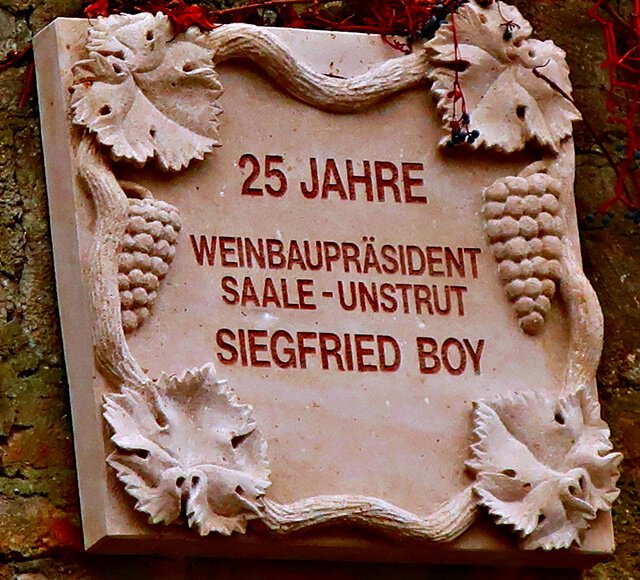 25 JAHRE
WEINBAUPRÄSIDENT
SAALE-UNSTRUT
SIEGFRIED BOY